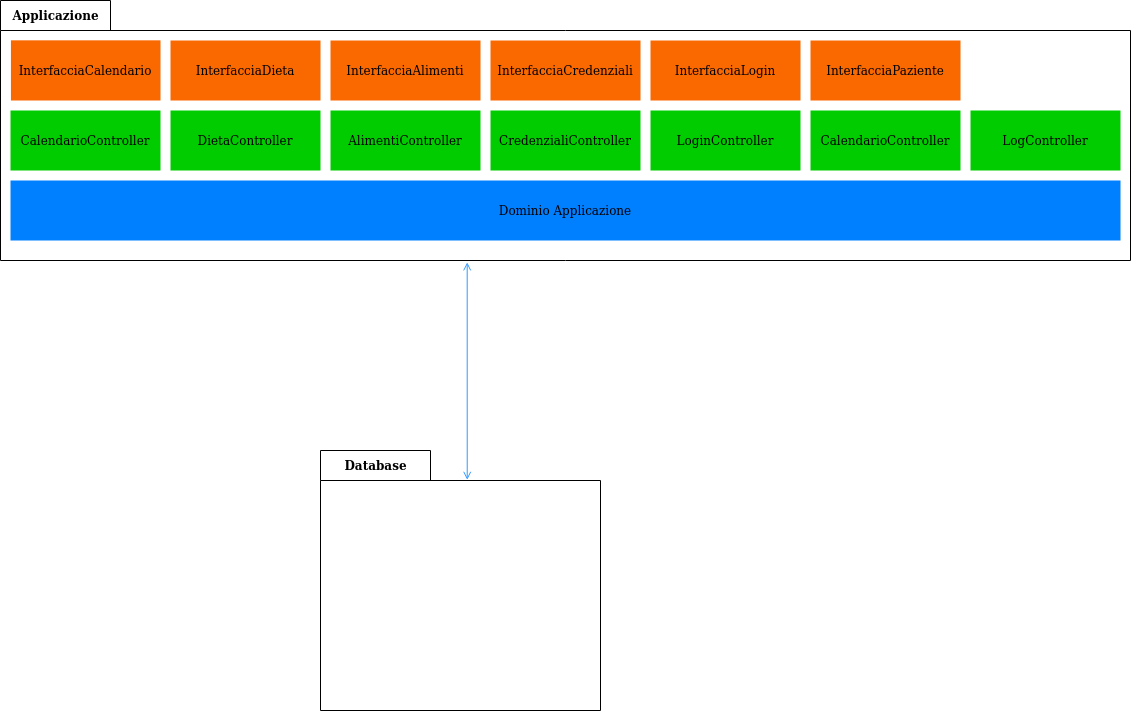 Applicazione
InterfacciaCalendario
InterfacciaDieta
InterfacciaAlimenti
InterfacciaCredenziali
InterfacciaLogin
InterfacciaPaziente
CalendarioController
DietaController
AlimentiController
CredenzialiController
LoginController
CalendarioController
LogController
Dominio Applicazione
Database